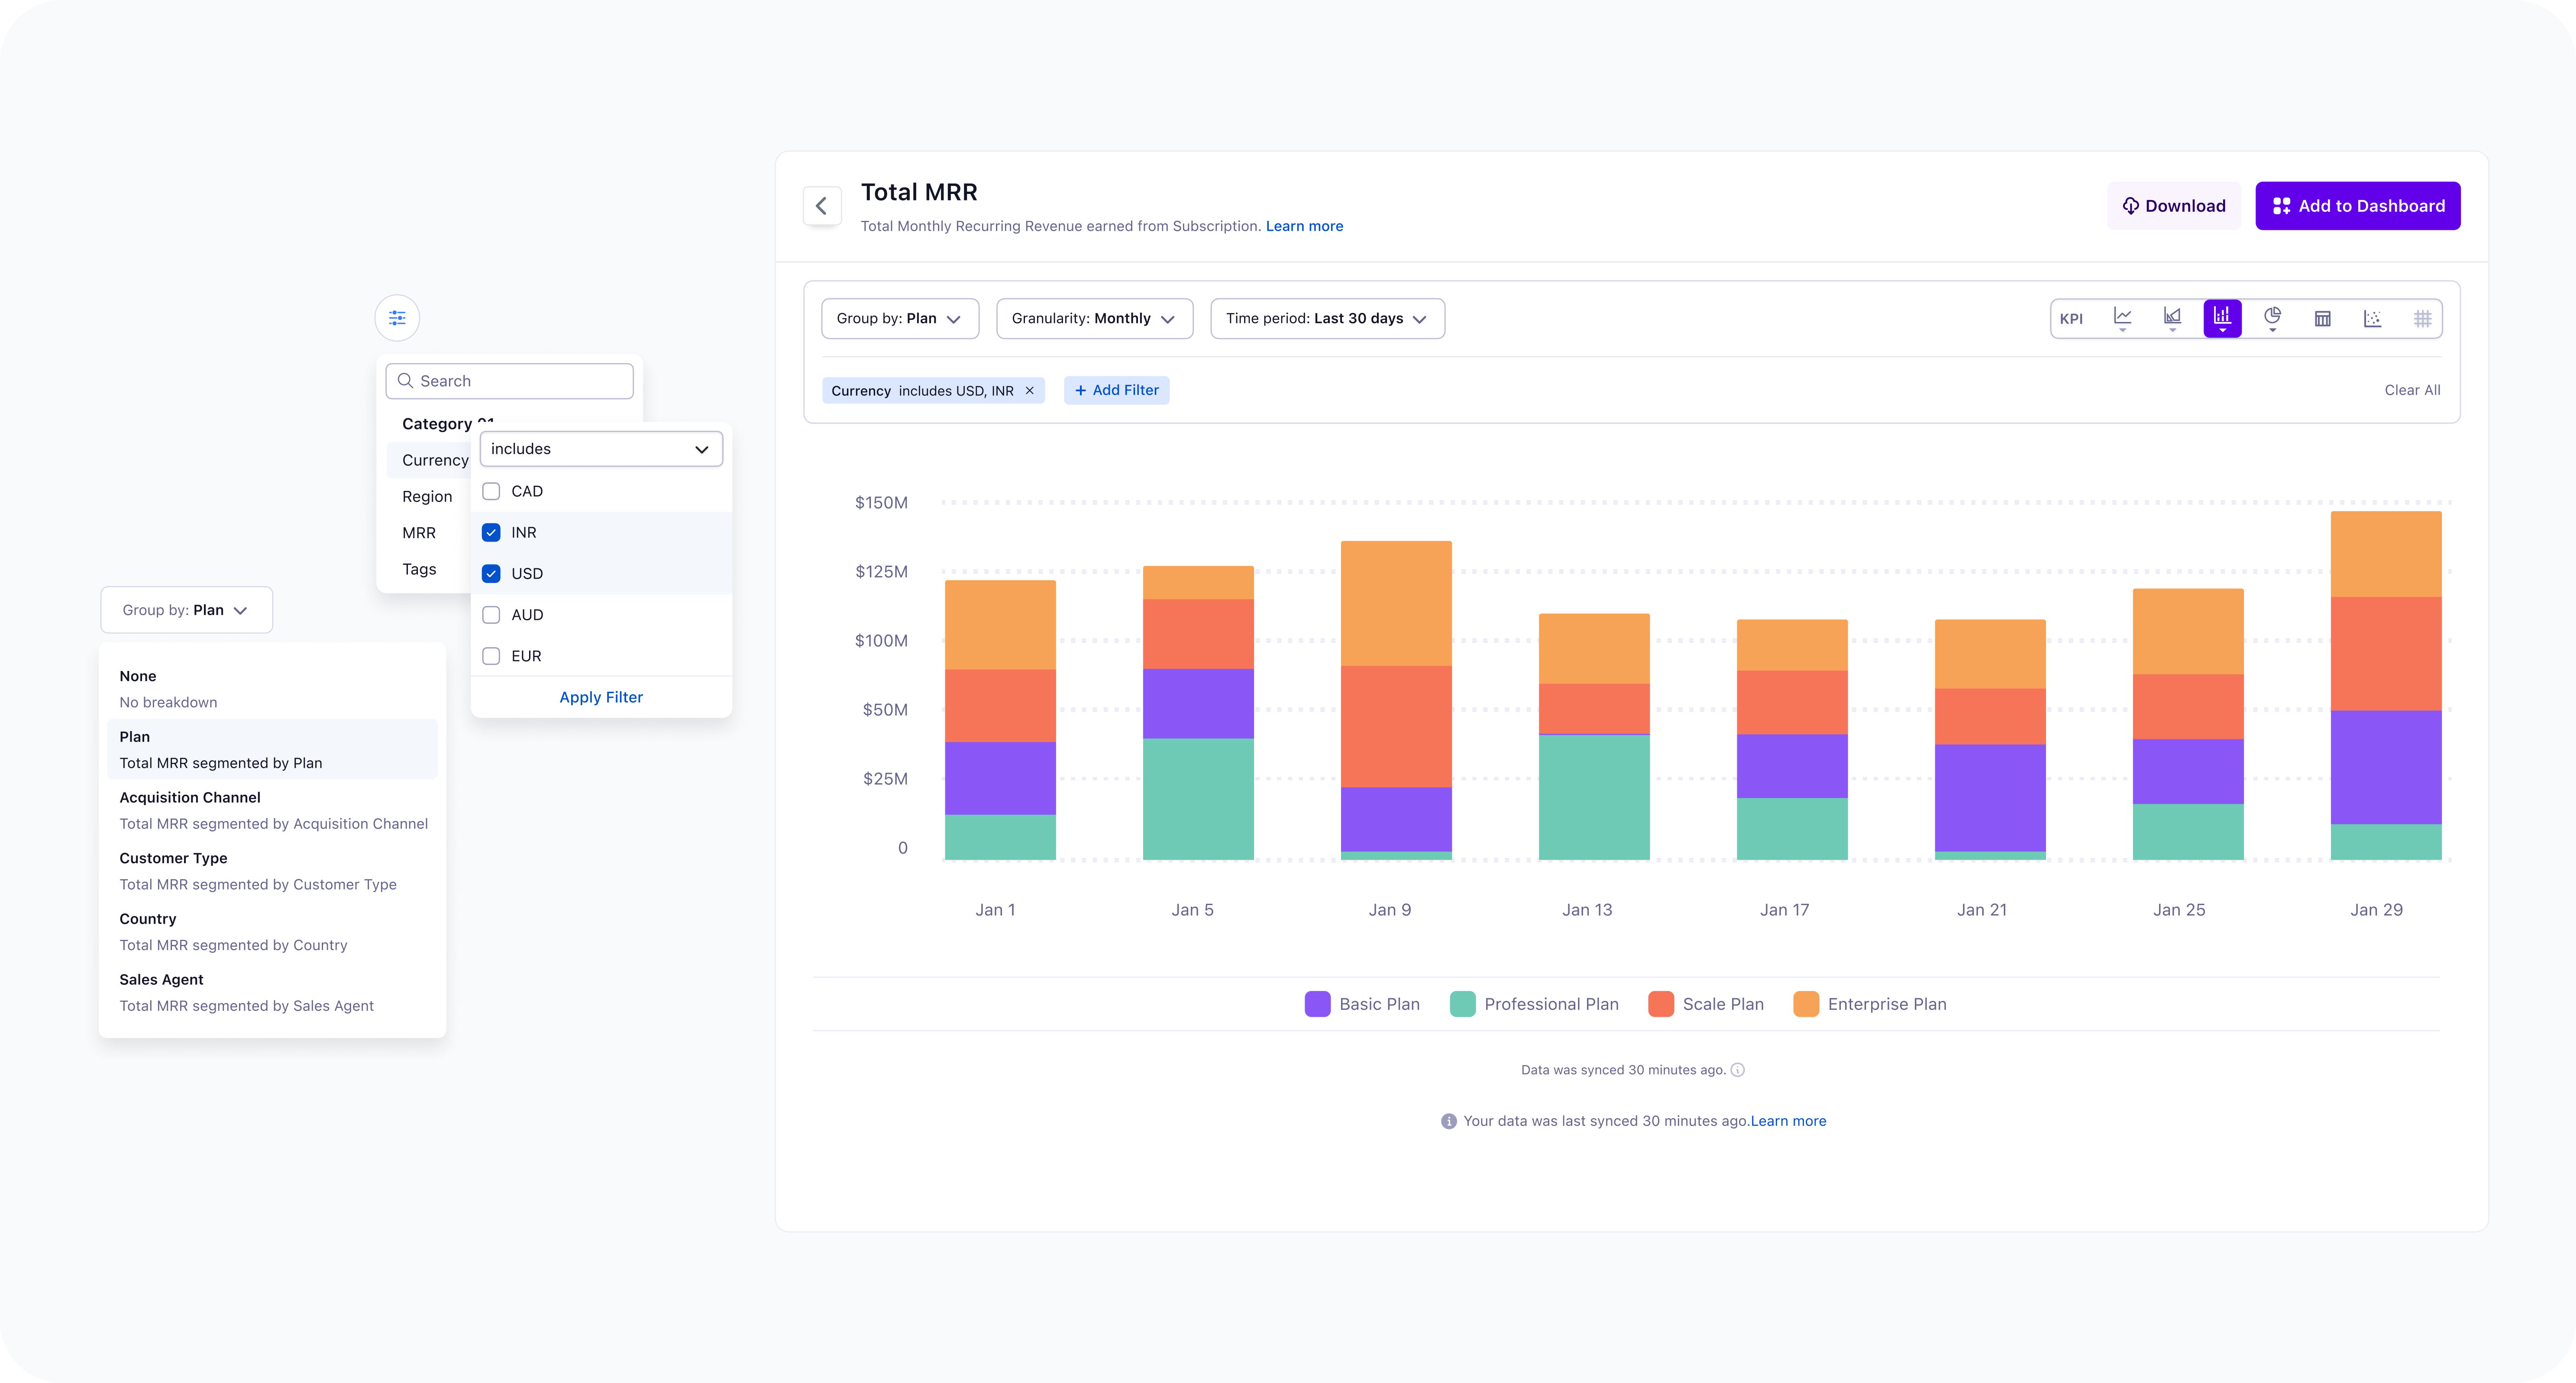 Search
Category 01
Currency
Region
MRR
Tags
includes
CAD
INR
USD
AUD
EUR
Apply Filter
Group by: Plan
None
No breakdown
Plan
Total MRR segmented by Plan
Acquisition Channel
Total MRR segmented by Acquisition Channel
Customer Type
Total MRR segmented by Customer Type
Country
Total MRR segmented by Country
Sales Agent
Total MRR segmented by Sales Agent
Total MRR
Total Monthly Recurring Revenue earned from Subscription. Learn more
Download
Add to Dashboard
Group by: Plan
Granularity: Monthly
Time period: Last 30 days
KPI
Currency includes USD, INR ×
+ Add Filter
Clear All
$150M
$125M
$100M
$50M
$25M
0
Jan 1
Jan 5
Jan 9
Jan 13
Jan 17
Jan 21
Jan 25
Jan 29
Basic Plan
Professional Plan
Scale Plan
Enterprise Plan
Data was synced 30 minutes ago.
Your data was last synced 30 minutes ago.Learn more